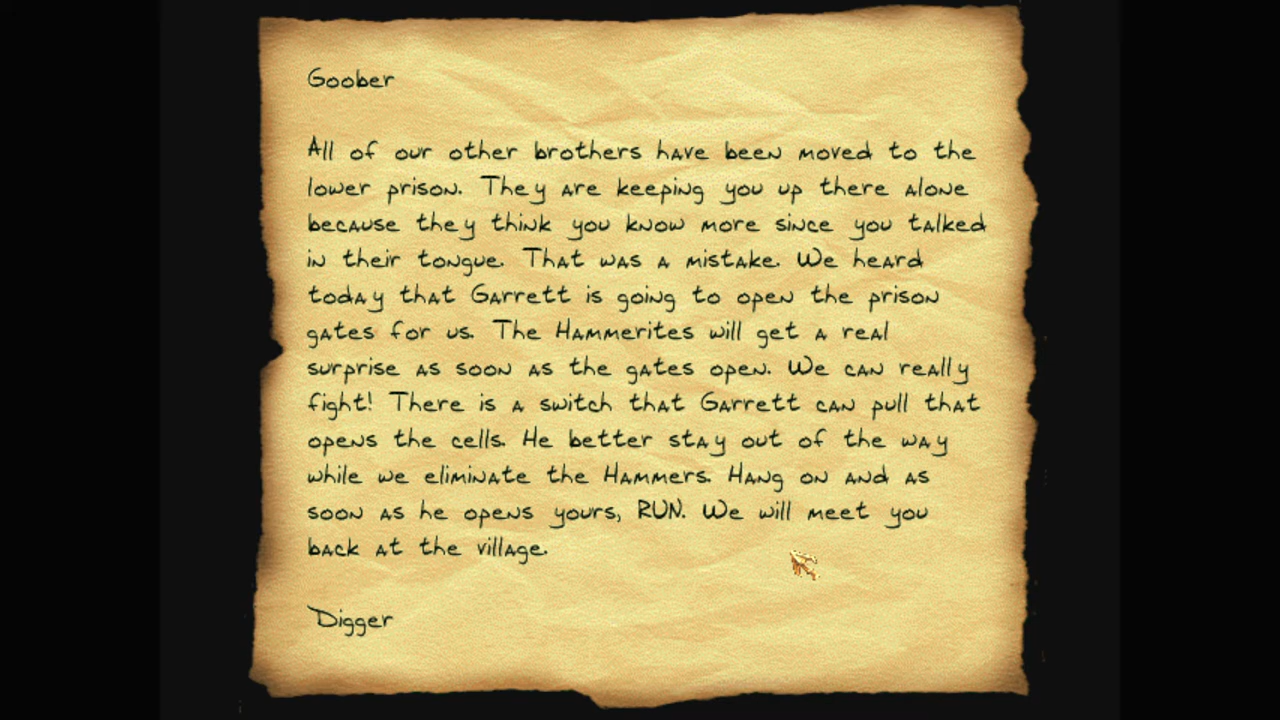 Goober
All of our other brothers have been moved to the
lower prison. They are keeping you up there alone
because they think you know more since you talked
in their tongue. That was a mistake. We heard
today that Garrett is going to open the prison
gates for us. The Hammerites will get a real
surprise as soon as the gates open. We can really
fight! There is a switch that Garrett can pull that
opens the cells. He better stay out of the way
while we eliminate the Hammers. Hang on and as
soon as he opens yours, RUN. We will meet you
back at the village.
Digger